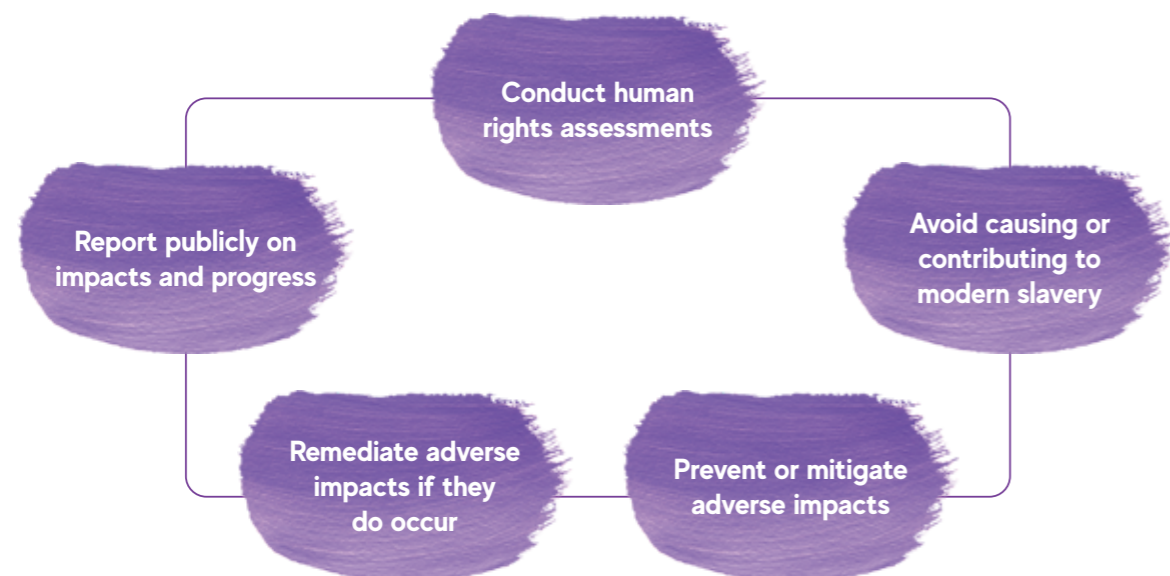 Conduct human
rights assessments
Avoid causing or
contributing to
modern slavery
Prevent or mitigate
adverse impacts
Remediate adverse
impacts if they
do occur
Report publicly on
impacts and progress